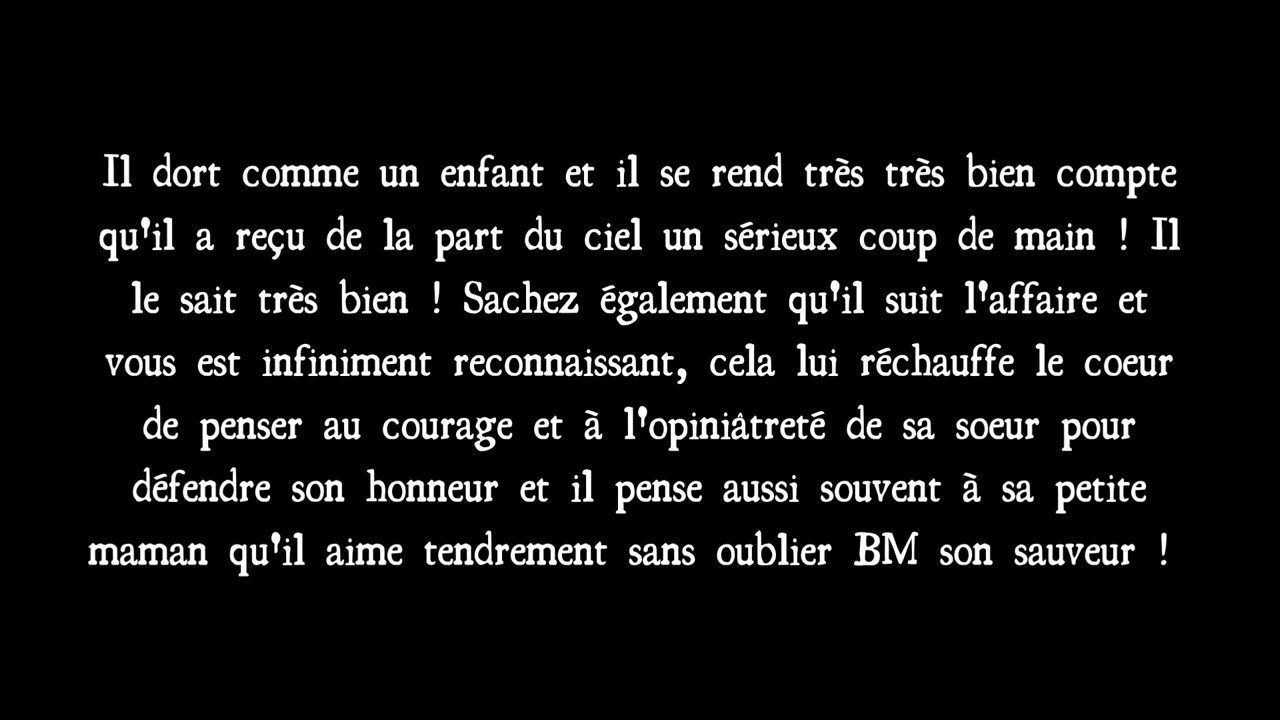 Il dort comme un enfant et il se rend très très bien compte
qu'il a reçu de la part du ciel un sérieux coup de main ! Il
le sait très bien ! Sachez également qu'il suit l'affaire et
vous est infiniment reconnaissant, cela lui réchauffe le coeur
de penser au courage et à l'opiniâtreté de sa soeur pour
défendre son honneur et il pense aussi souvent à sa petite
maman qu'il aime tendrement sans oublier BM son sauveur !